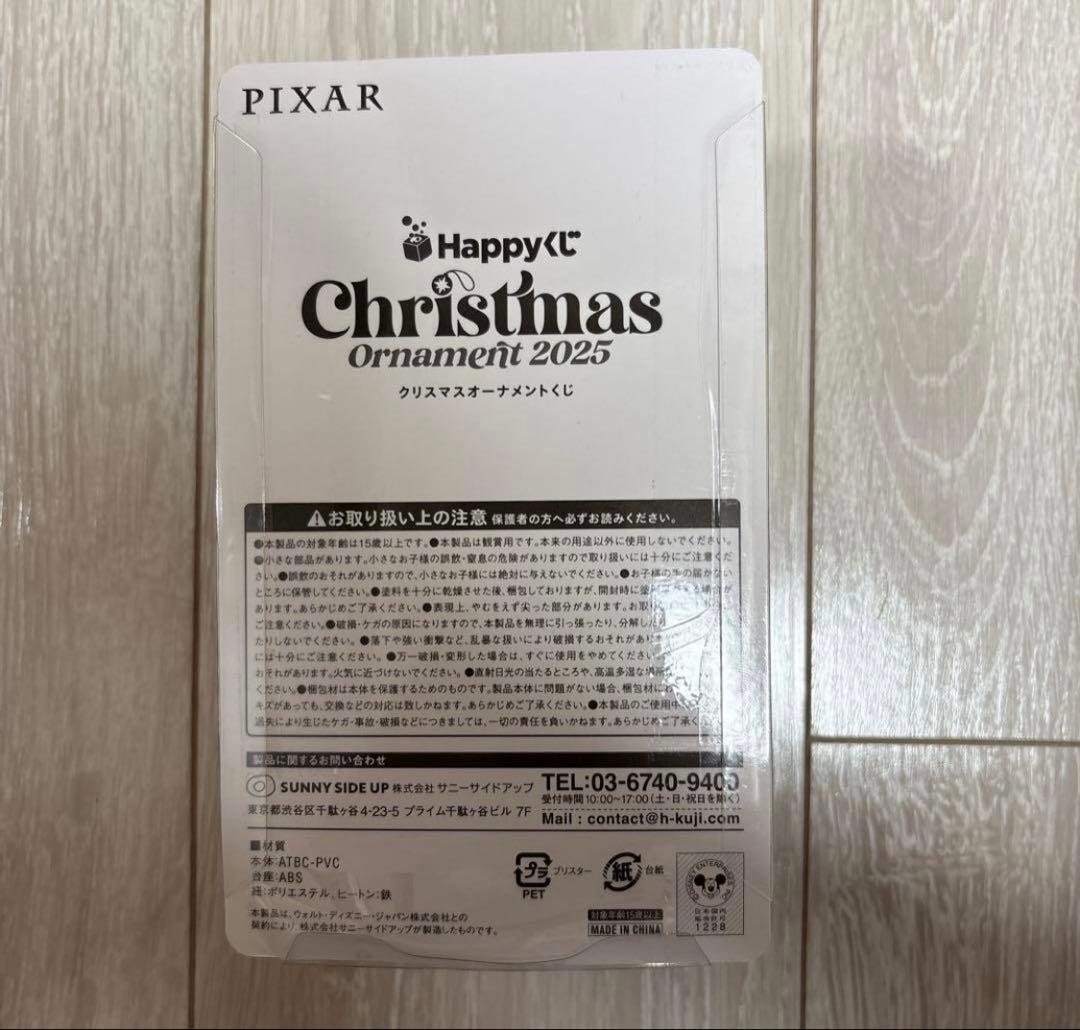 PIXAR
Happyくじ
Christmas
Ornament 2025
クリスマスオーナメントくじ
お取り扱い上の注意 保護者の方へ必ずお読みください。
●本製品の対象年齢は15歳以上です。●本製品は観賞用です。本来の用途以外に使用しないでください。
●小さな部品があります。小さなお子様の誤飲・窒息の危険がありますので取り扱いには十分にご注意くだ
さい。●誤飲のおそれがありますので、小さなお子様には絶対に与えないでください。●お子様の手の届かない
ところに保管してください。●塗料を十分に乾燥させた後、梱包しておりますが、開封時に塗
あります。あらかじめご了承ください。●表現上、やむをえず尖った部分があります。お取り
ご注意ください。●破損・ケガの原因になりますので、本製品を無理に引っ張ったり、分解した
たりしないでください。●落下や強い衝撃など、乱暴な扱いにより破損するおそれがあり
には十分にご注意ください。●万一破損・変形した場合は、すぐに使用をやめてください
おそれがあります。火気に近づけないでください。●直射日光の当たるところや、高温多湿な
ください。●梱包材は本体を保護するためのものです。製品本体に問題がない場合、梱包材に
キズがあっても、交換などの対応は致しかねます。あらかじめご了承ください。●本製品のご使用中
過失により生じたケガ・事故・破損などにつきましては、一切の責任を負いかねます。あらかじめご了承く
製品に関するお問い合わせ
SUNNY SIDE UP 株式会社 サニーサイドアップ
東京都渋谷区千駄ヶ谷4-23-5 プライム千駄ヶ谷ビル 7F
TEL:03-6740-9400
受付時間10:00~17:00(土・日・祝日を除く)
Mail : contact@h-kuji.com
■材質
本体:ATBC-PVC
台座:ABS
紐:ポリエステル、ヒートン:鉄
本製品は、ウォルト・ディズニー・ジャパン株式会社との
契約により、株式会社サニーサイドアップが製造したものです。
プラ ブリスター
PET
紙 台紙
対象年齢15歳以上
MADE IN CHINA
日本国内
販売許可
1228